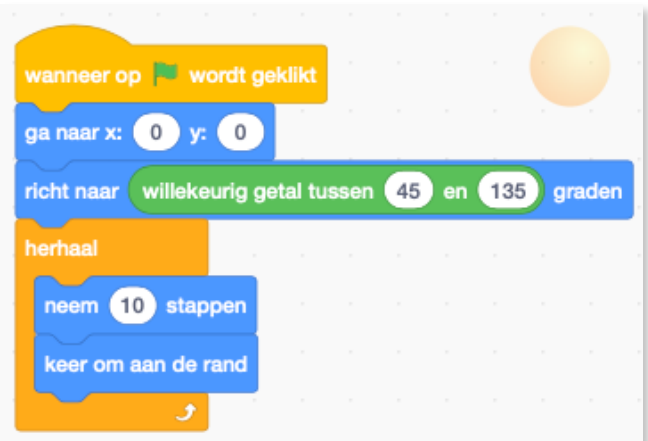 wanneer op wordt geklikt
ga naar x: 0 y: 0
richt naar willekeurig getal tussen 45 en 135 graden
herhaal
neem 10 stappen
keer om aan de rand